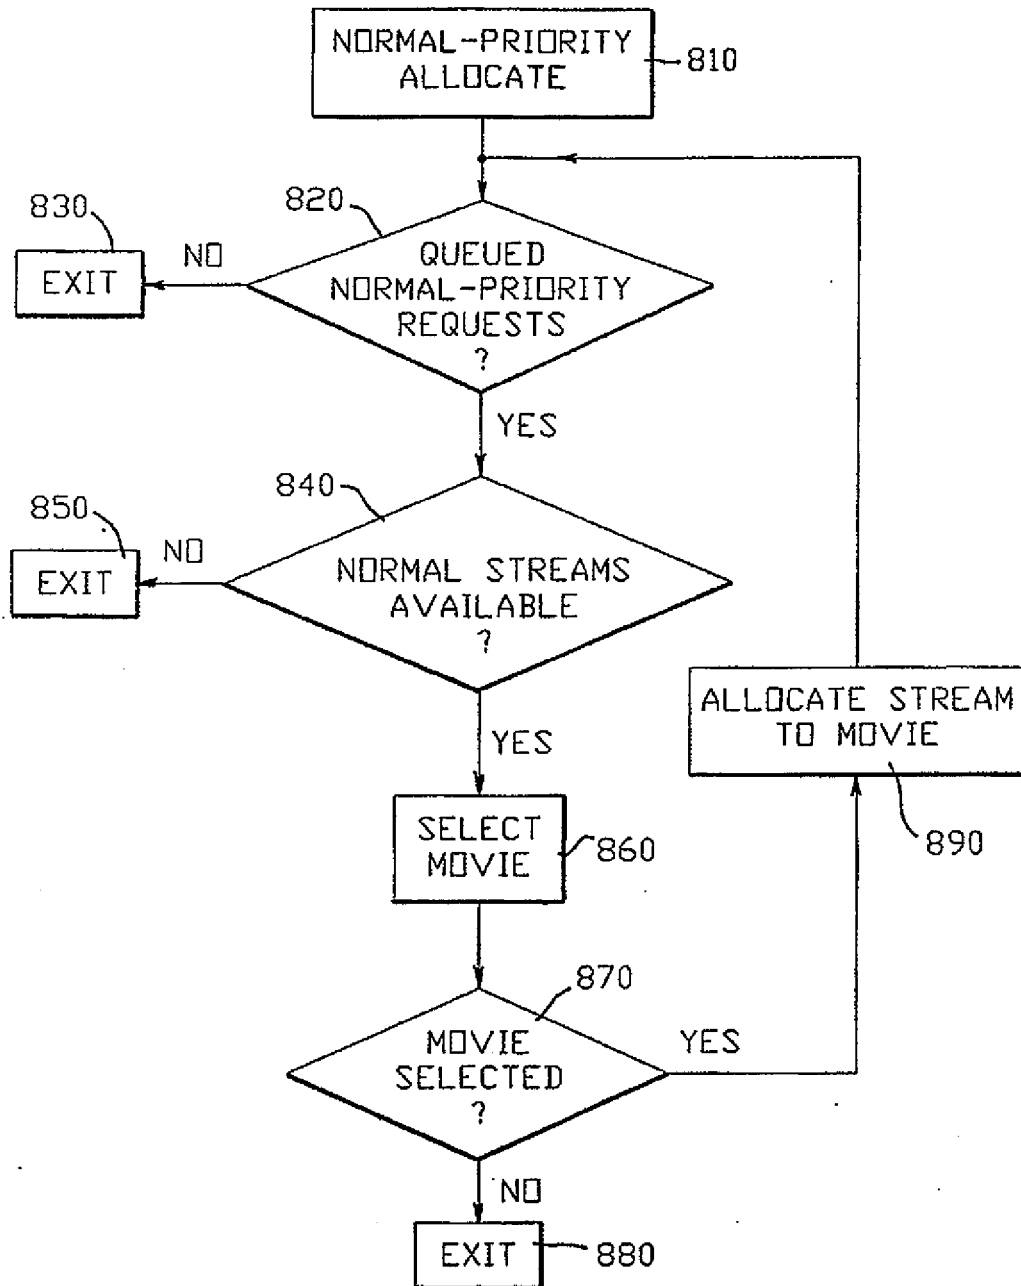 NORMAL-PRIORITY
ALLOCATE
810
820
830
NO
EXIT
QUEUED
NORMAL-PRIORITY
REQUESTS
?
YES
840
850
NO
EXIT
NORMAL STREAMS
AVAILABLE
?
YES
ALLOCATE STREAM
TO MOVIE
890
SELECT
MOVIE
860
870
MOVIE
SELECTED
?
YES
NO
EXIT
880